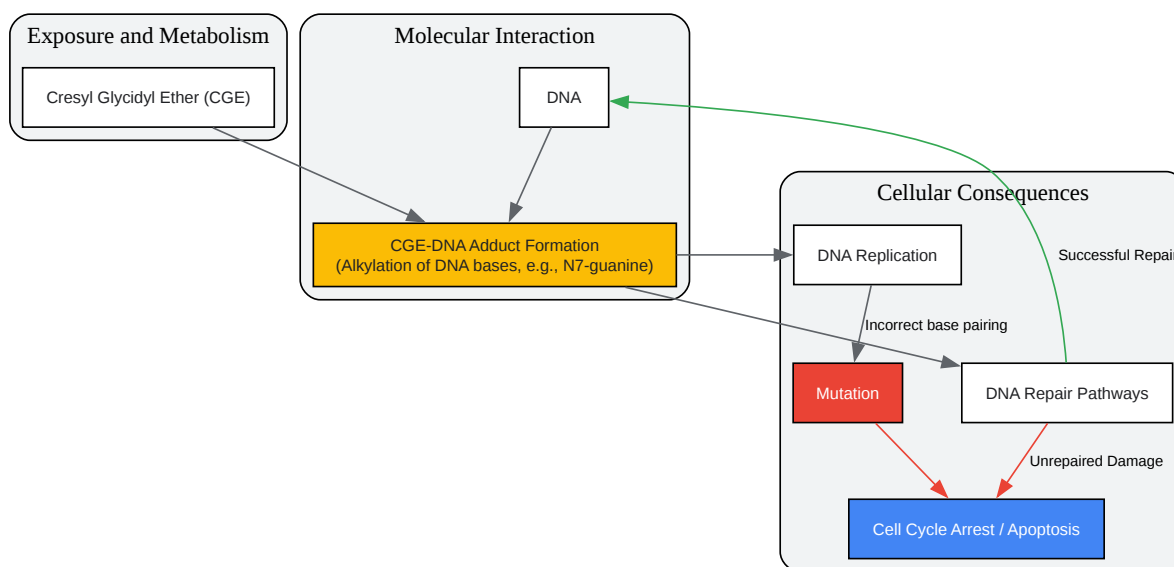 Exposure and Metabolism
Cresyl Glycidyl Ether (CGE)
Molecular Interaction
DNA
CGE-DNA Adduct Formation
(Alkylation of DNA bases, e.g., N7-guanine)
Cellular Consequences
DNA Replication
Successful Repair
Incorrect base pairing
Mutation
DNA Repair Pathways
Unrepaired Damage
Cell Cycle Arrest / Apoptosis